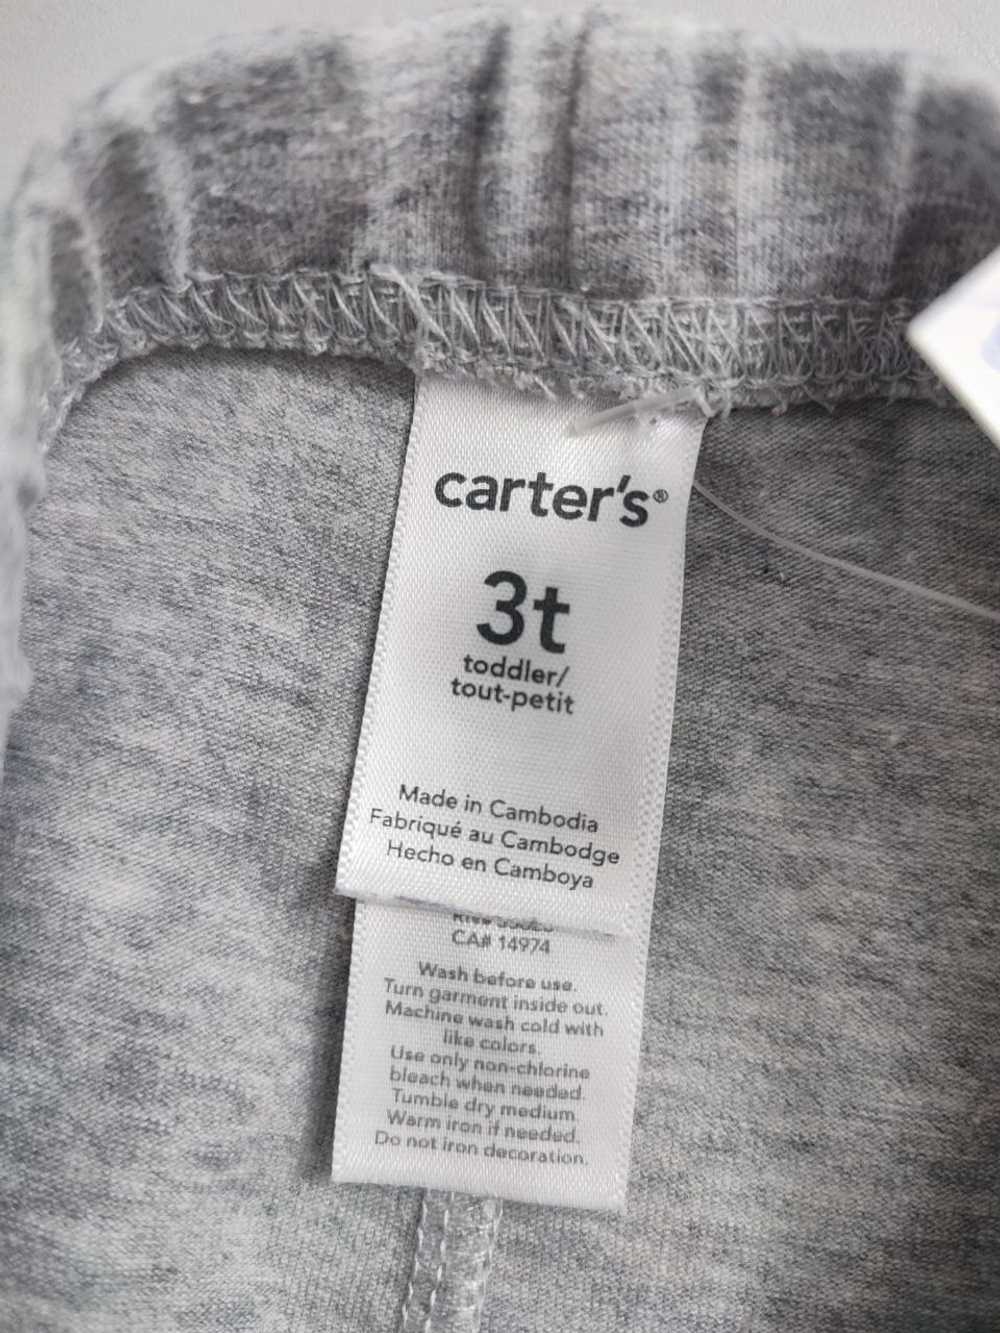 carter's®
3t
toddler/
tout-petit
Made in Cambodia
Fabriqué au Cambodge
Hecho en Camboya
CA# 14974
Wash before use.
Turn garment inside out.
Machine wash cold with
like colors.
Use only non-chlorine
bleach when needed.
Tumble dry medium.
Warm iron if needed.
Do not iron decoration.